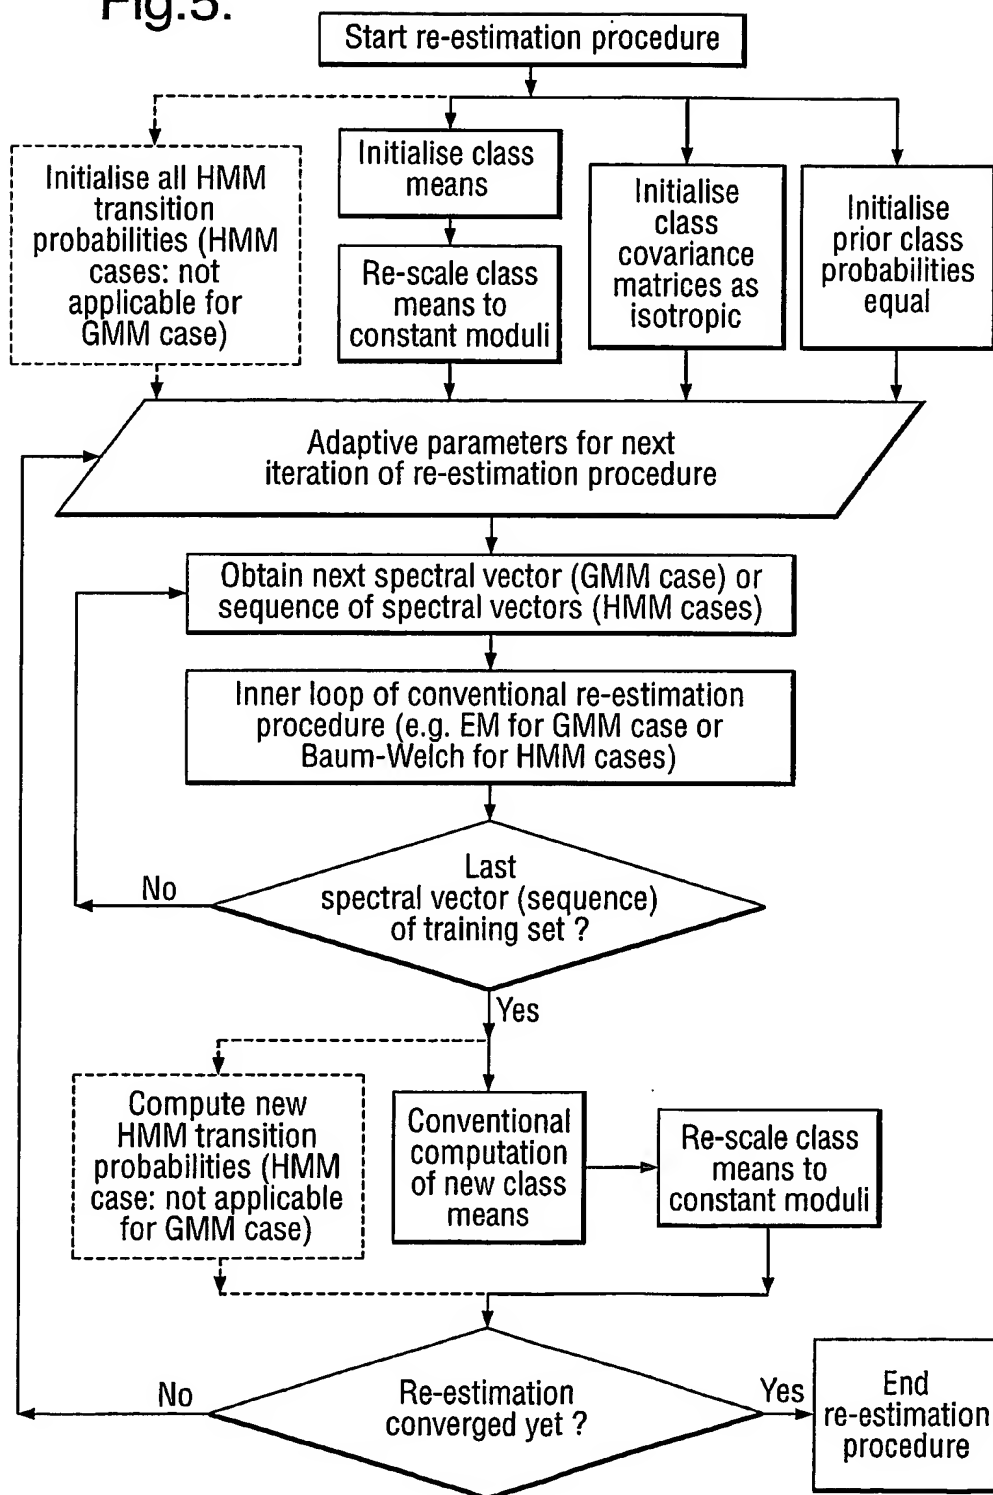 Fig.5.
Start re-estimation procedure
Initialise all HMM
transition
probabilities (HMM
cases: not
applicable for
GMM case)
Initialise class
means
Re-scale class
means to
constant moduli
Initialise
class
covariance
matrices as
isotropic
Initialise
prior class
probabilities
equal
Adaptive parameters for next
iteration of re-estimation procedure
Obtain next spectral vector (GMM case) or
sequence of spectral vectors (HMM cases)
Inner loop of conventional re-estimation
procedure (e.g. EM for GMM case or
Baum-Welch for HMM cases)
Last
spectral vector (sequence)
of training set ?
No
Yes
Compute new
HMM transition
probabilities (HMM
case: not applicable
for GMM case)
Conventional
computation
of new class
means
Re-scale class
means to
constant moduli
Re-estimation
converged yet ?
No
Yes
End
re-estimation
procedure